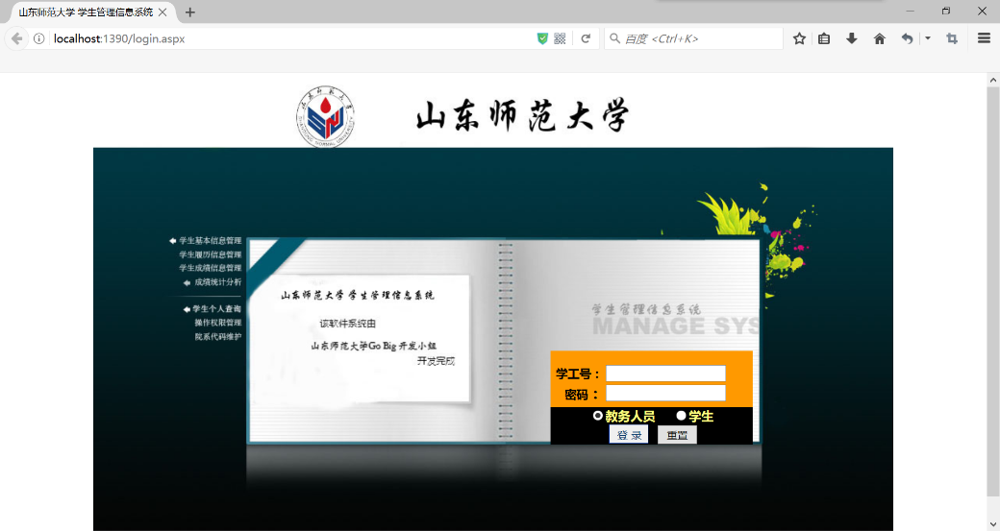 山东师范大学 学生管理信息系统
localhost:1390/login.aspx
百度 <Ctrl+K>
山东师范大学
学生基本信息管理
学生履历信息管理
学生成绩信息管理
成绩统计分析
学生个人查询
操作权限管理
院系代码维护
山东师范大学 学生管理信息系统
该软件系统由
山东师范大学Go Big 开发小组
开发完成
学生管理信息系统
MANAGE SYS
学工号：
密码：
教务人员 学生
登 录 重置